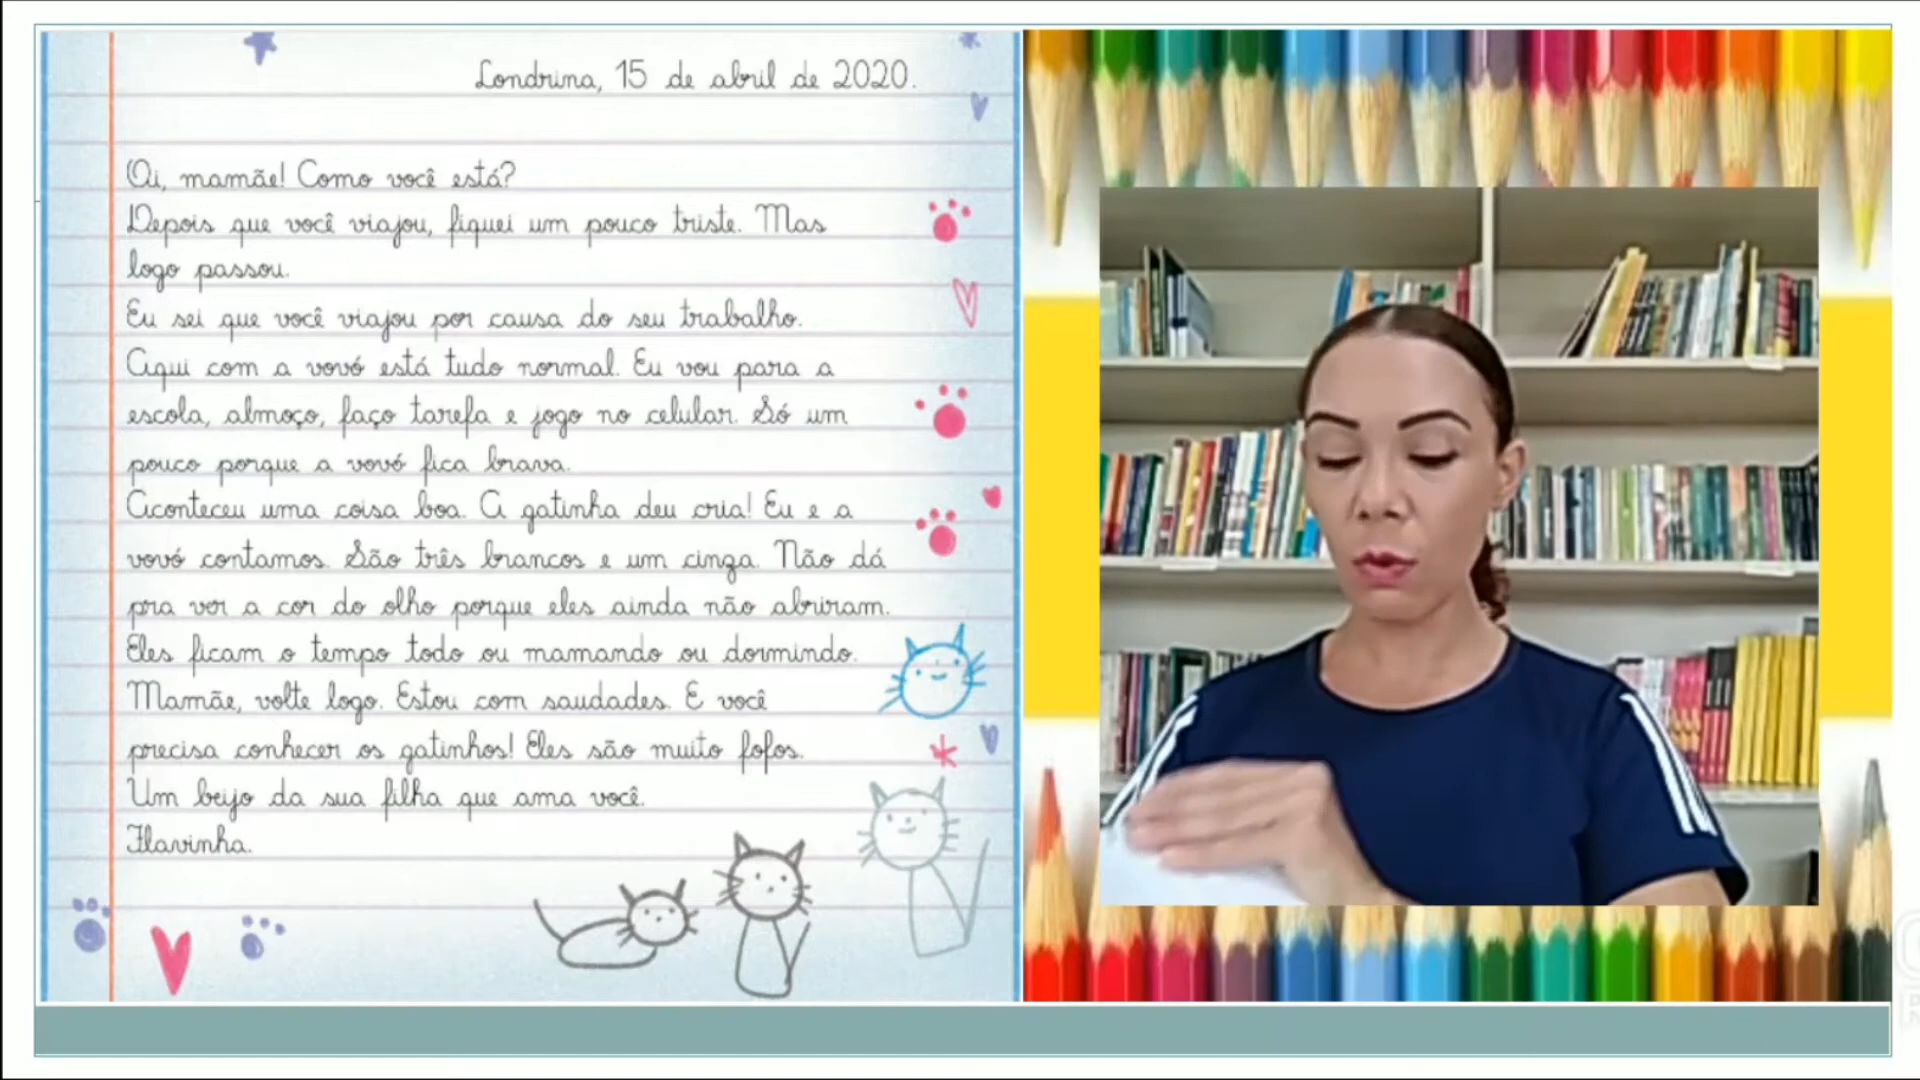 Londrina, 15 de abril de 2020.
Oi, mamãe! Como você está?
Depois que você viajou, fiquei um pouco triste. Mas
logo passou.
Eu sei que você viajou por causa do seu trabalho.
Aqui com a vovó está tudo normal. Eu vou para a
escola, almoço, faço tarefa e jogo no celular. Só um
pouco porque a vovó fica brava.
Aconteceu uma coisa boa. A gatinha deu cria! Eu e a
vovó contamos. São três brancos e um cinza. Não dá
pra ver a cor do olho porque eles ainda não abriram.
Eles ficam o tempo todo ou mamando ou dormindo.
Mamãe, volte logo. Estou com saudades. E você
precisa conhecer os gatinhos! Eles são muito fofos.
Um beijo da sua filha que ama você.
Flavinha.